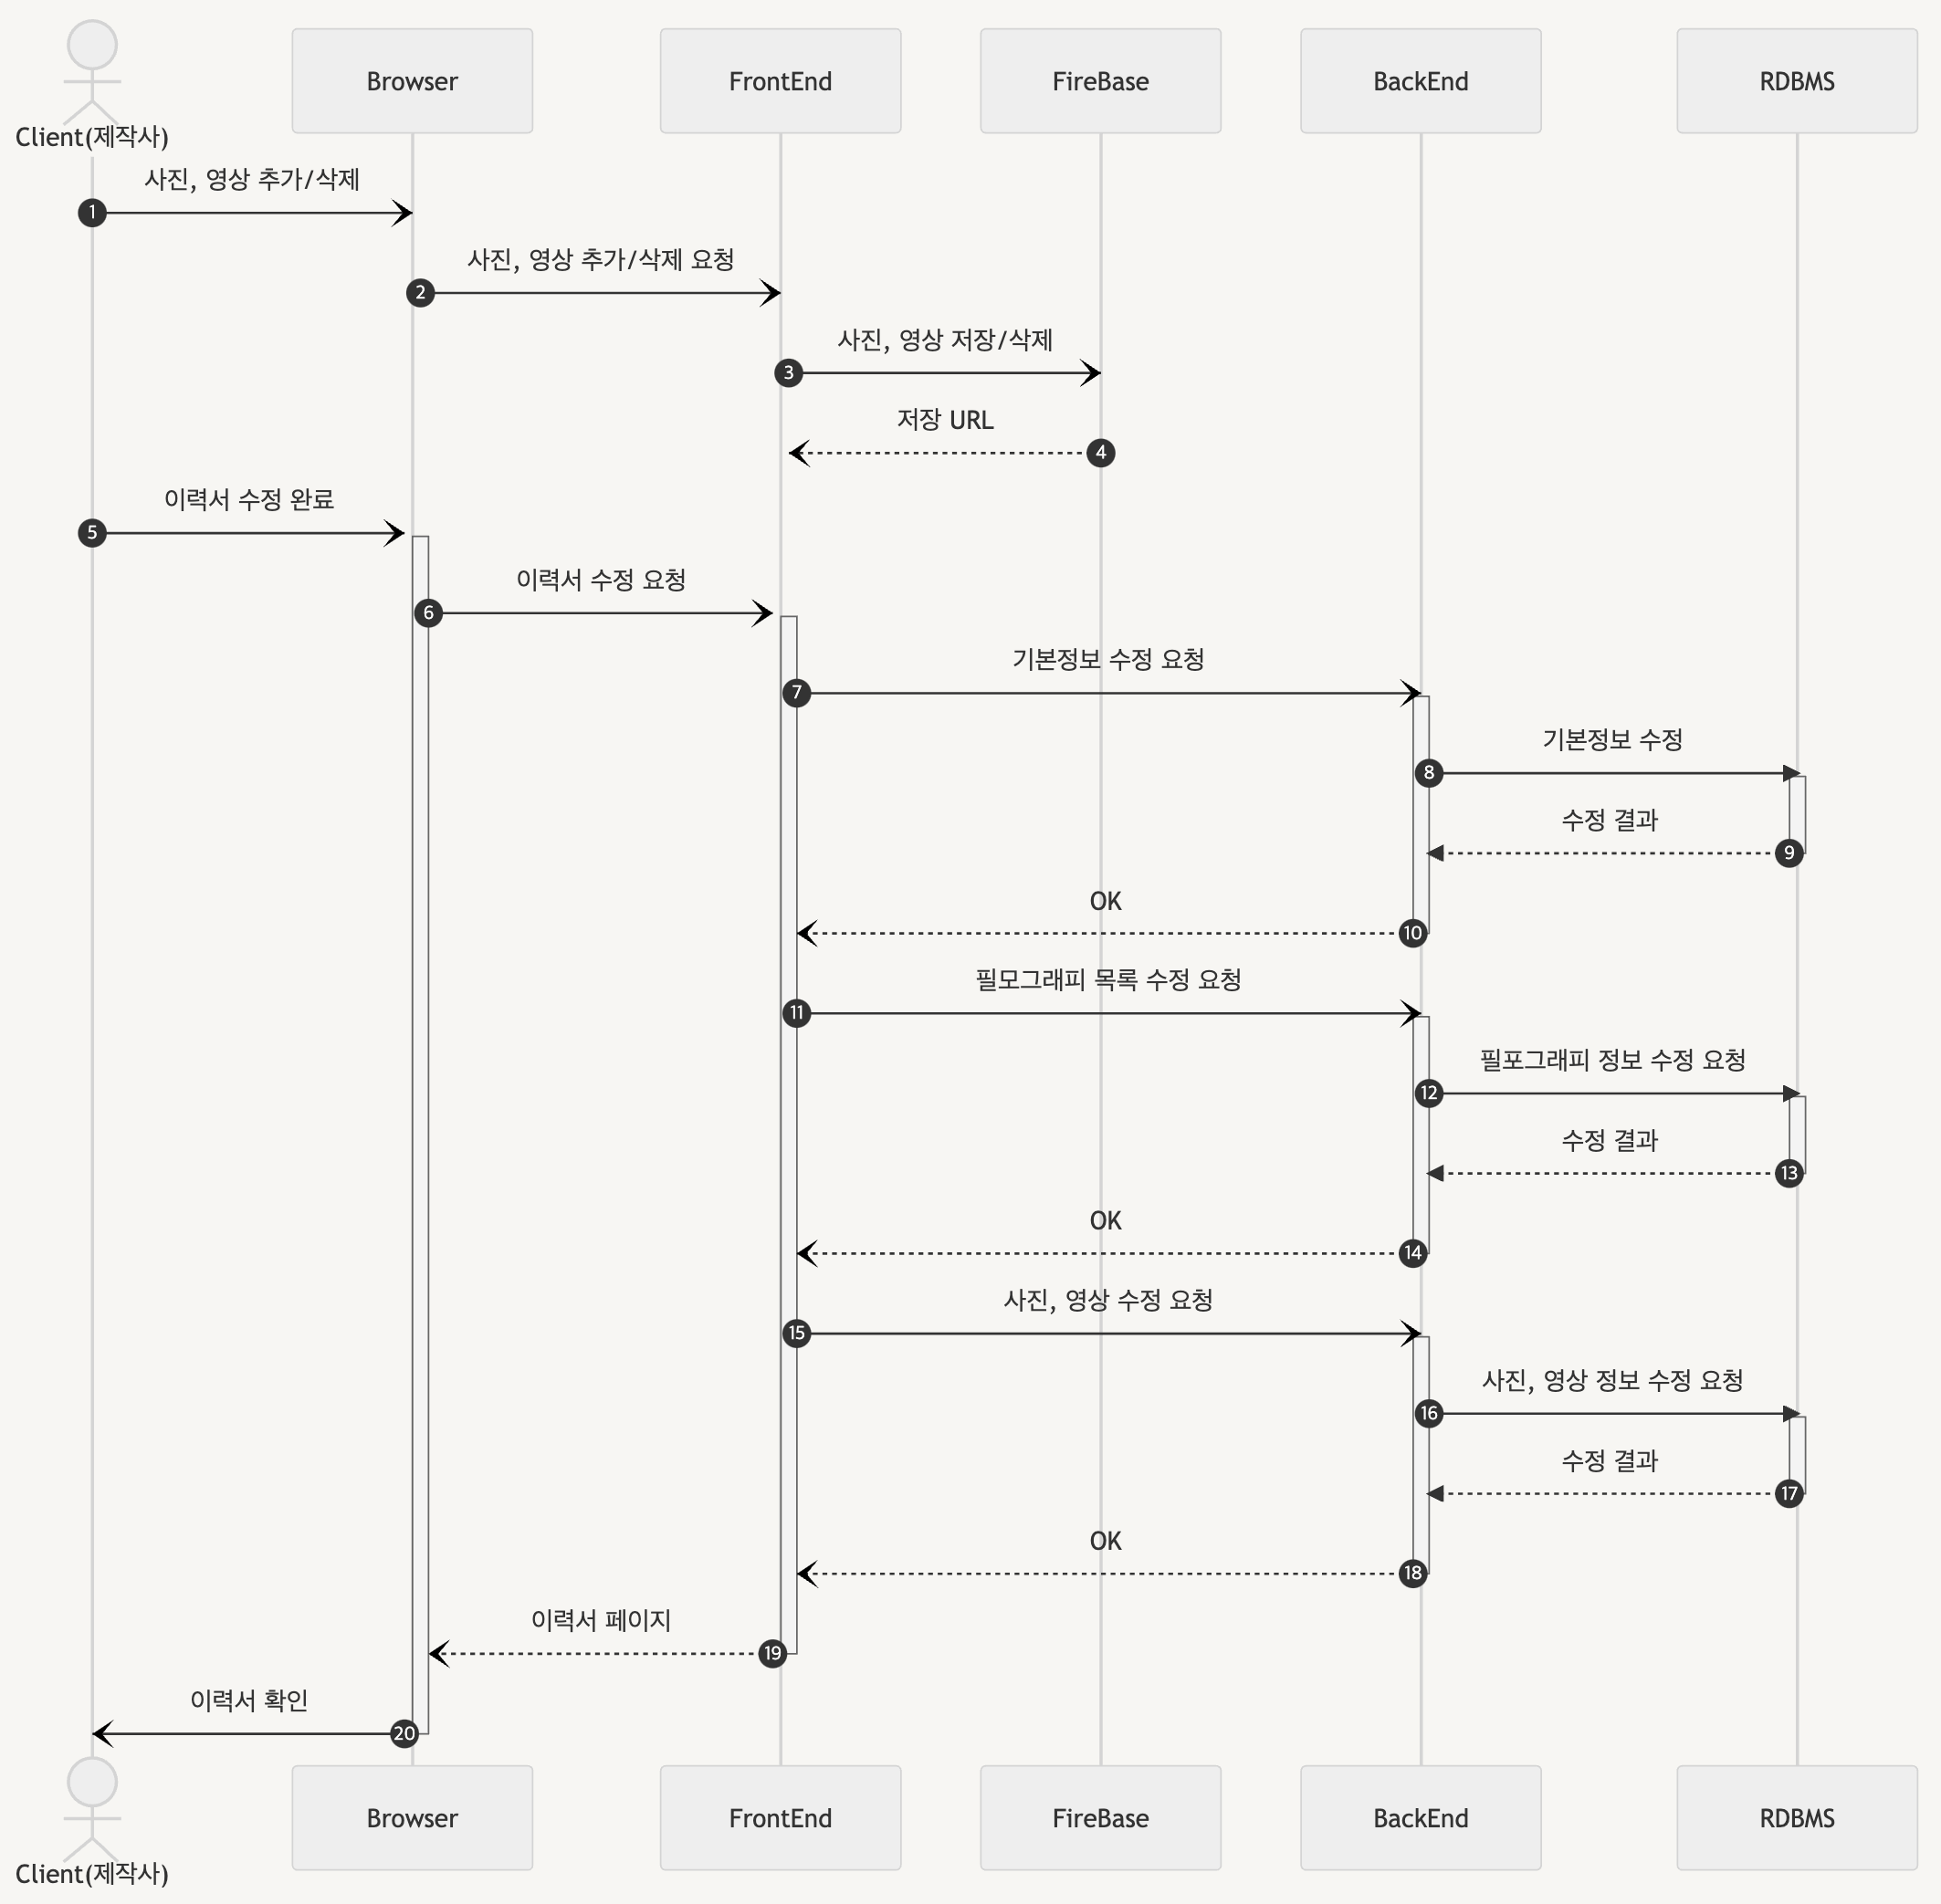 Client(제작사)
Browser
FrontEnd
FireBase
BackEnd
RDBMS
사진, 영상 추가/삭제
1
사진, 영상 추가/삭제 요청
2
사진, 영상 저장/삭제
3
저장 URL
4
이력서 수정 완료
5
이력서 수정 요청
6
기본정보 수정 요청
7
기본정보 수정
8
수정 결과
9
OK
10
필모그래피 목록 수정 요청
11
필포그래피 정보 수정 요청
12
수정 결과
13
OK
14
사진, 영상 수정 요청
15
사진, 영상 정보 수정 요청
16
수정 결과
17
OK
18
이력서 페이지
19
이력서 확인
20
Client(제작사)
Browser
FrontEnd
FireBase
BackEnd
RDBMS